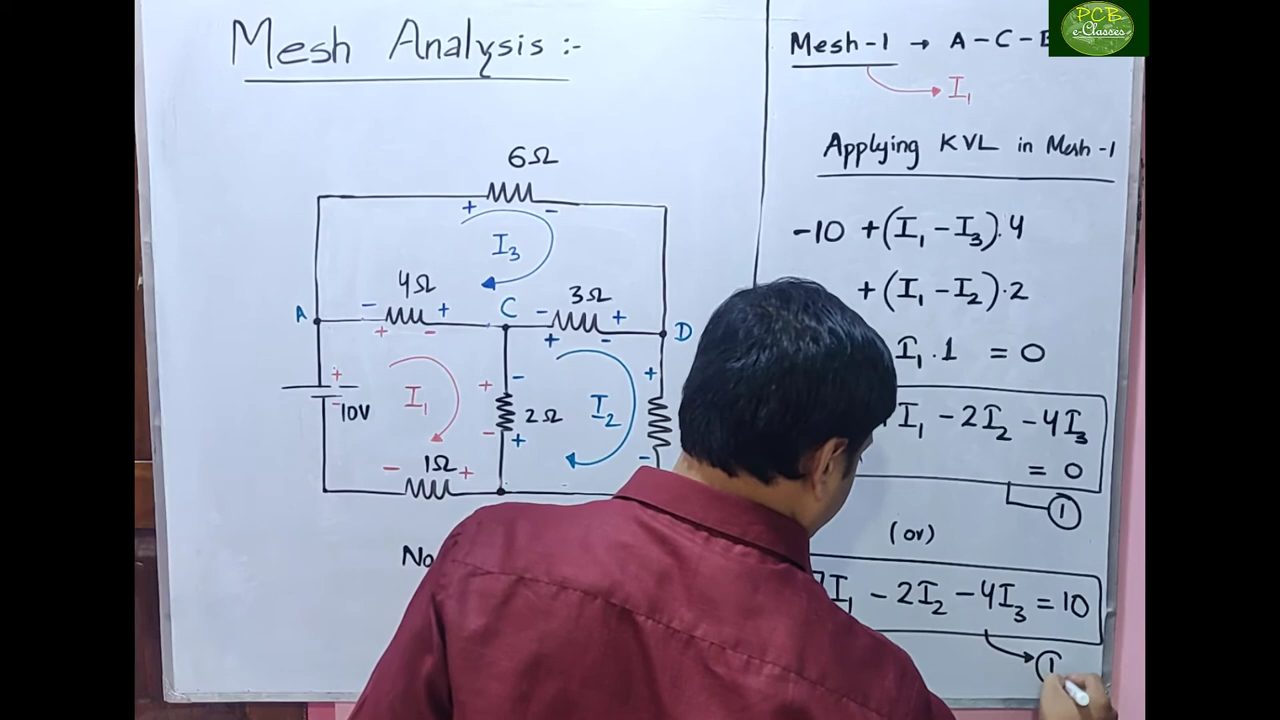 PCB
e-Classes
Mesh Analysis :-
6Ω
+ -
I₃
4Ω
- +
+ -
A
C
3Ω
- +
+ -
D
+
-
10V
I₁
+
-
-
+
2Ω
I₂
+
-
1Ω
- +
No
Mesh-1 → A-C-
I₁
Applying KVL in Mesh-1
-10 +(I₁ - I₃).4
+(I₁ - I₂).2
I₁.1 = 0
I₁ - 2I₂ - 4I₃
= 0
1
(or)
7I₁ - 2I₂ - 4I₃ = 10
1